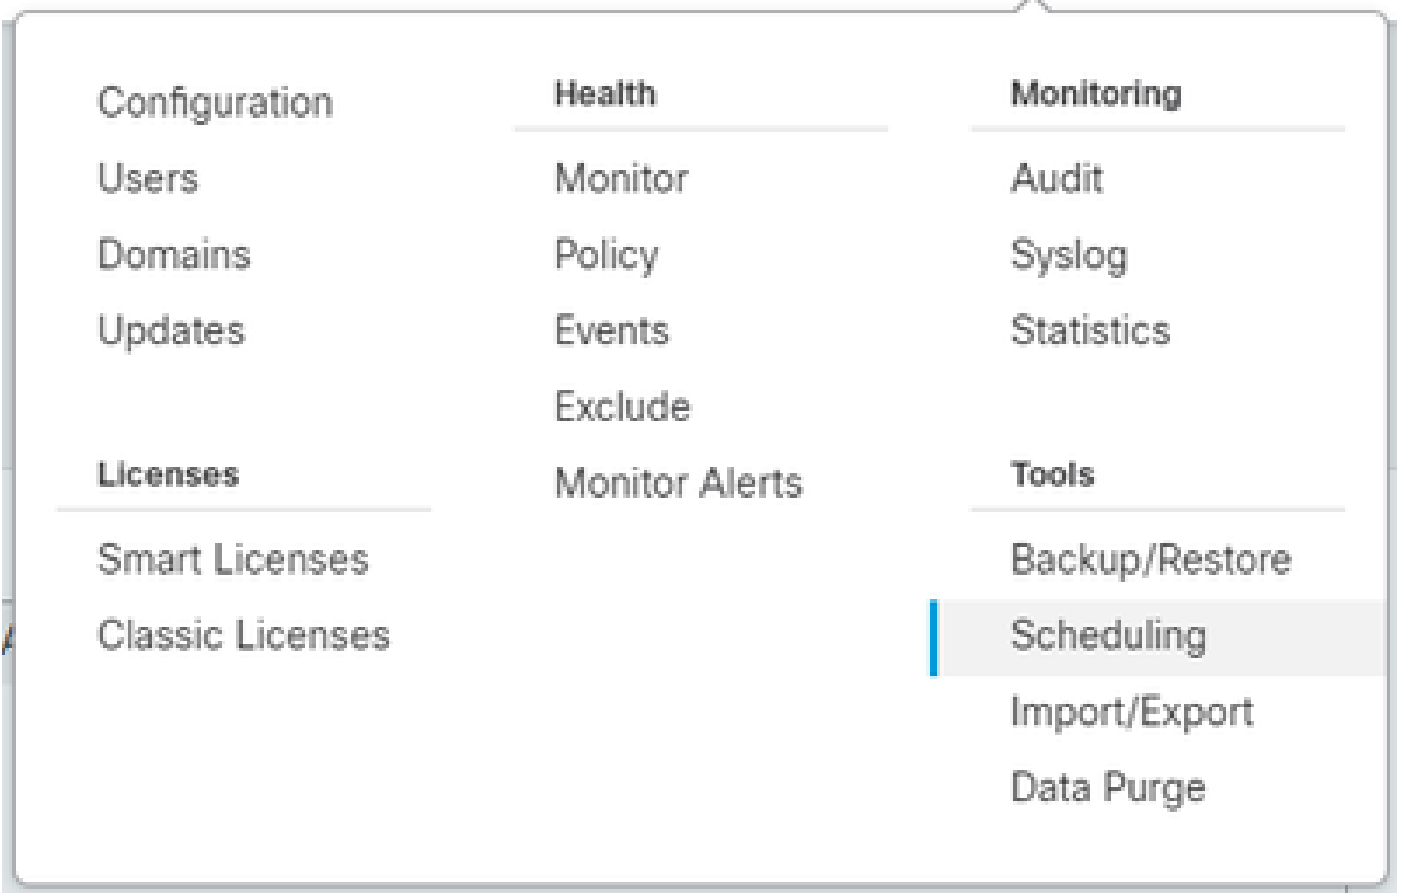 Configuration
Users
Domains
Updates
Licenses
Smart Licenses
Classic Licenses
Health
Monitor
Policy
Events
Exclude
Monitor Alerts
Monitoring
Audit
Syslog
Statistics
Tools
Backup/Restore
Scheduling
Import/Export
Data Purge